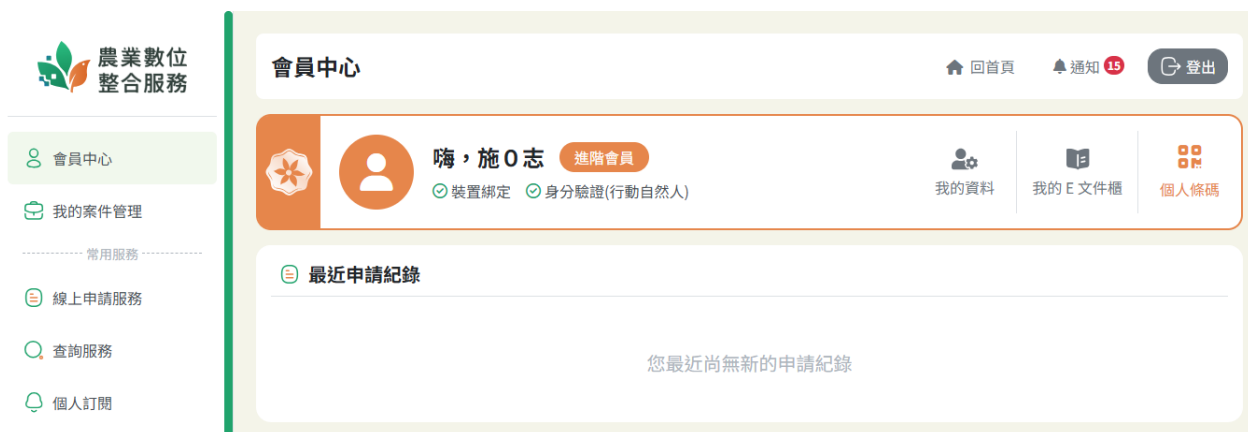 農業數位
整合服務
會員中心
我的案件管理
常用服務
線上申請服務
查詢服務
個人訂閱
會員中心
回首頁
通知 15
登出
嗨，施０志 進階會員
裝置綁定 身分驗證(行動自然人)
我的資料
我的 E 文件櫃
個人條碼
最近申請紀錄
您最近尚無新的申請紀錄